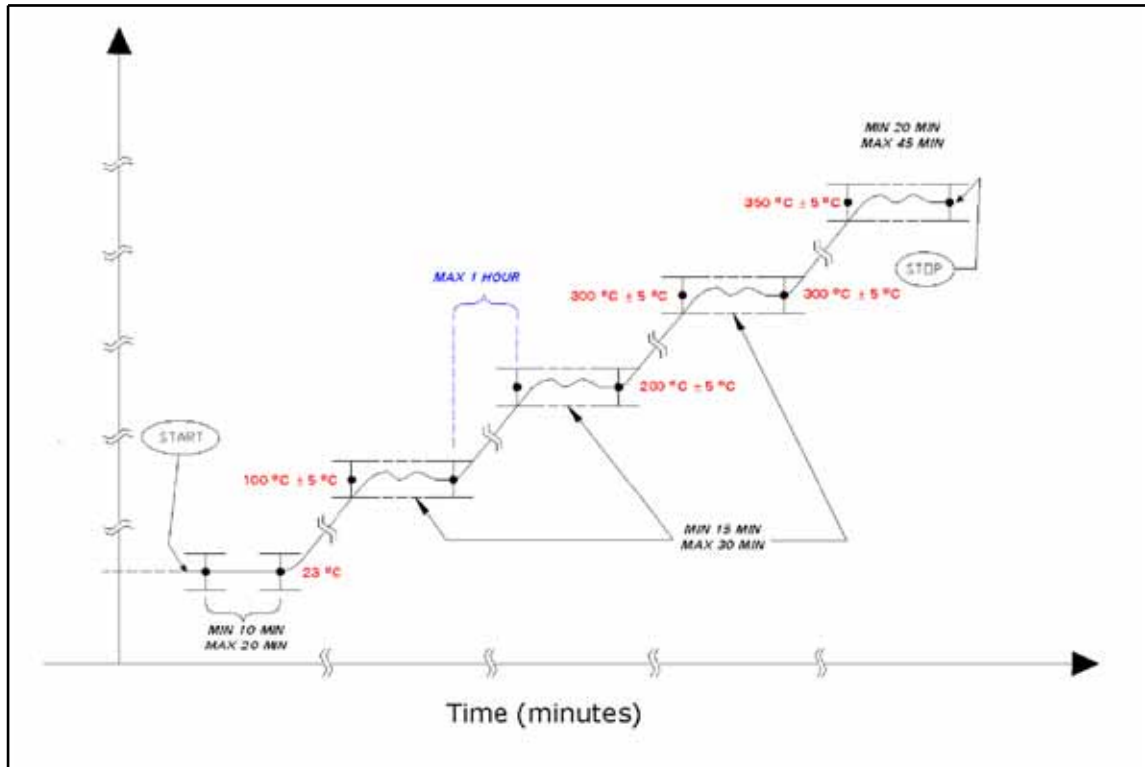 MIN 20 MIN
MAX 45 MIN
350 °C ± 5 °C
STOP
MAX 1 HOUR
300 °C ± 5 °C
300 °C ± 5 °C
200 °C ± 5 °C
START
100 °C ± 5 °C
MIN 15 MIN
MAX 30 MIN
23 °C
MIN 10 MIN
MAX 20 MIN
Time (minutes)